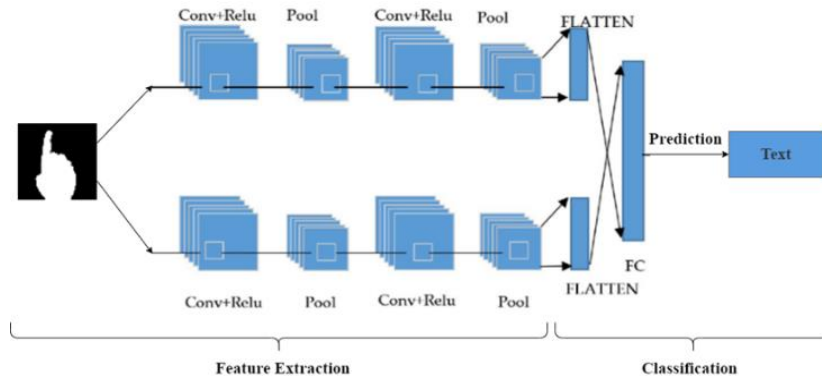 Conv+Relu Pool Conv+Relu Pool FLATTEN
Prediction
Text
FC
FLATTEN
Conv+Relu Pool Conv+Relu Pool
Feature Extraction Classification